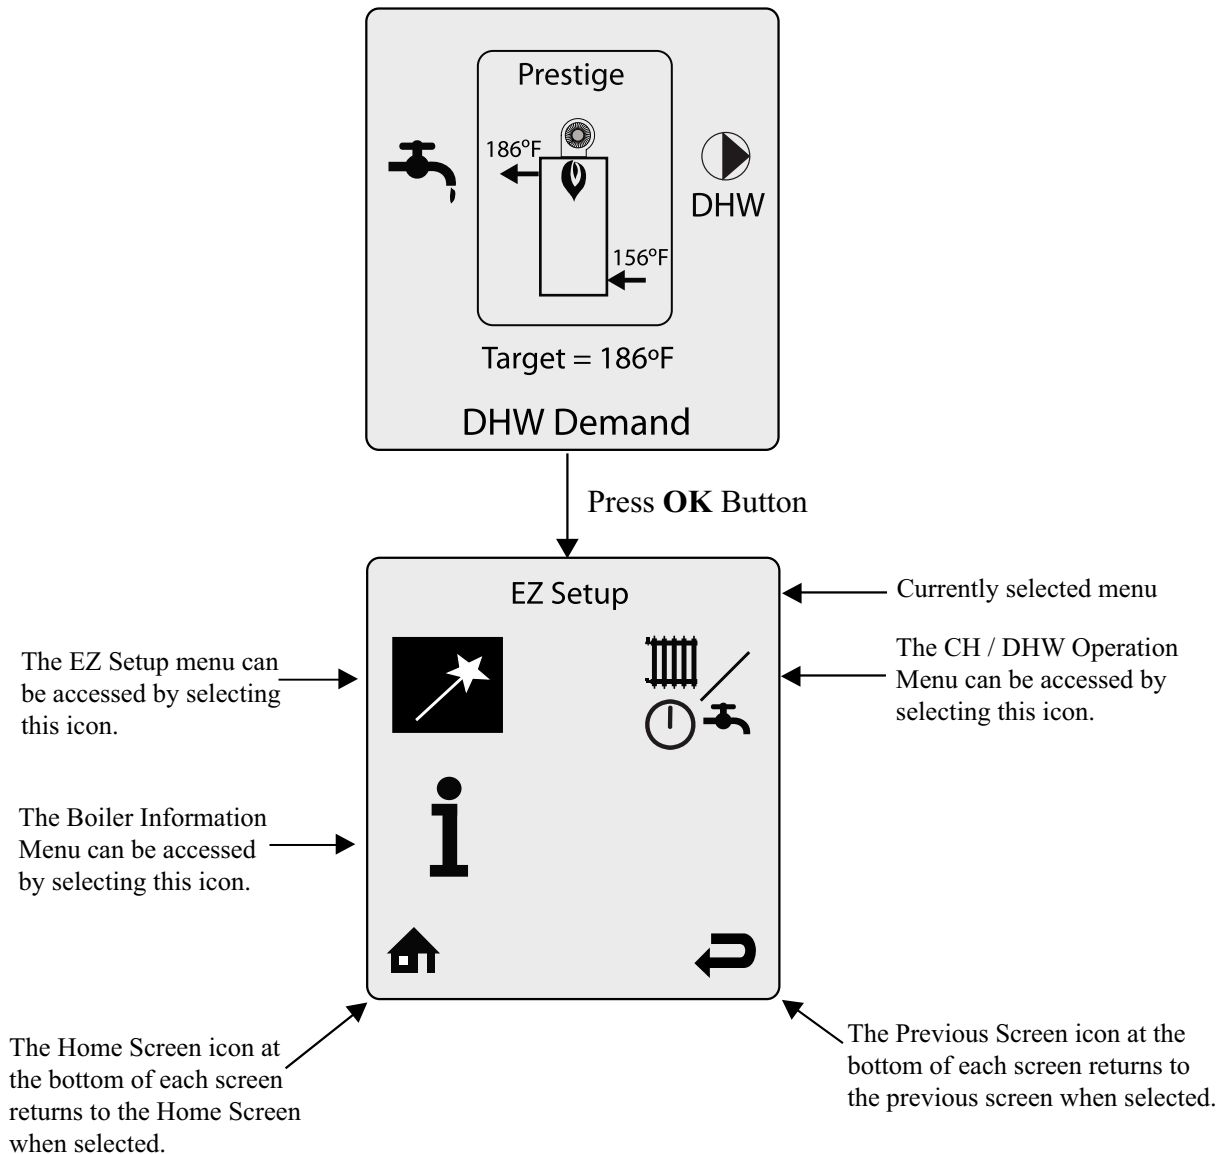 Prestige
186°F
DHW
156°F
Target = 186ºF
DHW Demand
Press OK Button
EZ Setup
Currently selected menu
The EZ Setup menu can
be accessed by selecting
this icon.
The CH / DHW Operation
Menu can be accessed by
selecting this icon.
The Boiler Information
Menu can be accessed
by selecting this icon.
The Home Screen icon at
the bottom of each screen
returns to the Home Screen
when selected.
The Previous Screen icon at the
bottom of each screen returns to
the previous screen when selected.